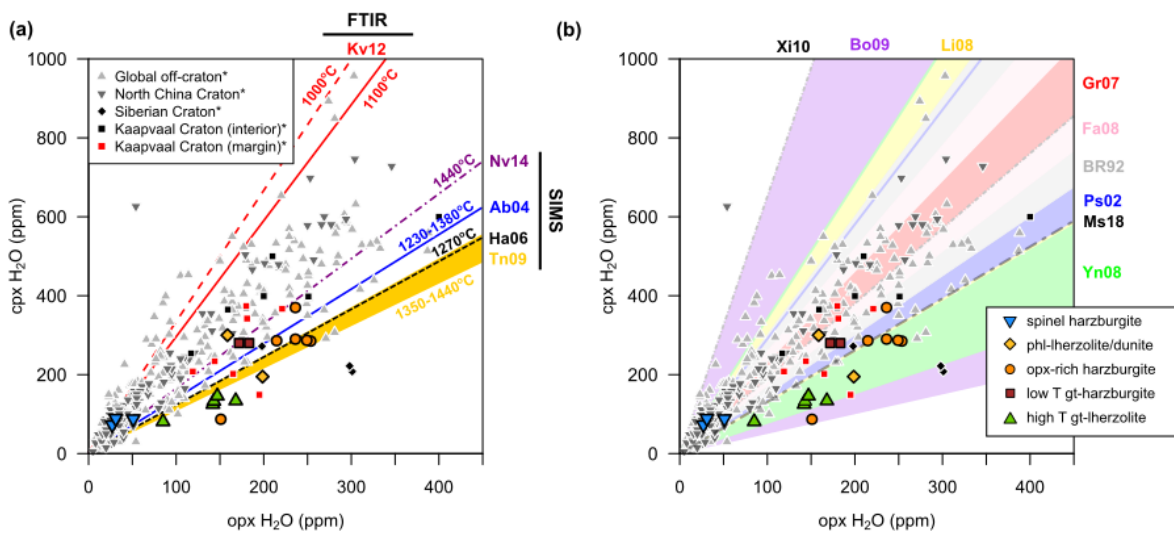 (a)
FTIR
Kv12
1000
800
600
400
200
0
cpx H2O (ppm)
Global off-craton*
North China Craton*
Siberian Craton*
Kaapvaal Craton (interior)*
Kaapvaal Craton (margin)*
1000°C
1100°C
1440°C
1230-1380°C
1270°C
1350-1440°C
Nv14
Ab04
Ha06
Tn09
SIMS
0 100 200 300 400
opx H2O (ppm)
(b)
Xi10 Bo09 Li08
1000
800
600
400
200
0
cpx H2O (ppm)
Gr07
Fa08
BR92
Ps02
Ms18
Yn08
spinel harzburgite
phl-lherzolite/dunite
opx-rich harzburgite
low T gt-harzburgite
high T gt-lherzolite
0 100 200 300 400
opx H2O (ppm)